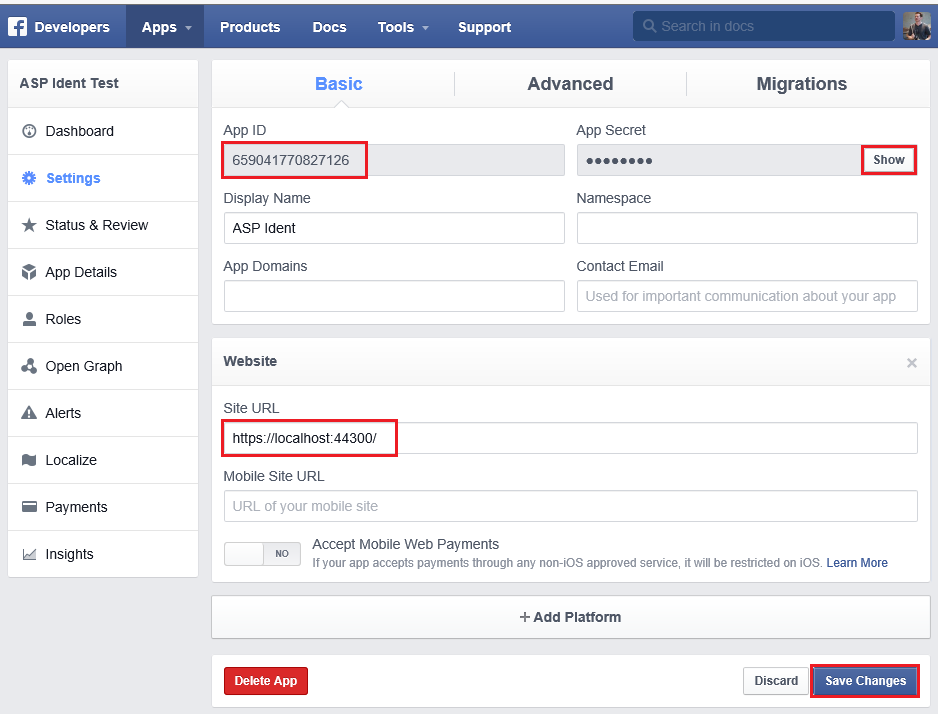 Developers Apps Products Docs Tools Support Search in docs
ASP Ident Test
Dashboard
Settings
Status & Review
App Details
Roles
Open Graph
Alerts
Localize
Payments
Insights
Basic Advanced Migrations
App ID App Secret
659041770827126 ●●●●●●●● Show
Display Name Namespace
ASP Ident
App Domains Contact Email
Used for important communication about your app
Website
Site URL
https://localhost:44300/
Mobile Site URL
URL of your mobile site
NO Accept Mobile Web Payments
If your app accepts payments through any non-iOS approved service, it will be restricted on iOS. Learn More
+ Add Platform
Delete App Discard Save Changes